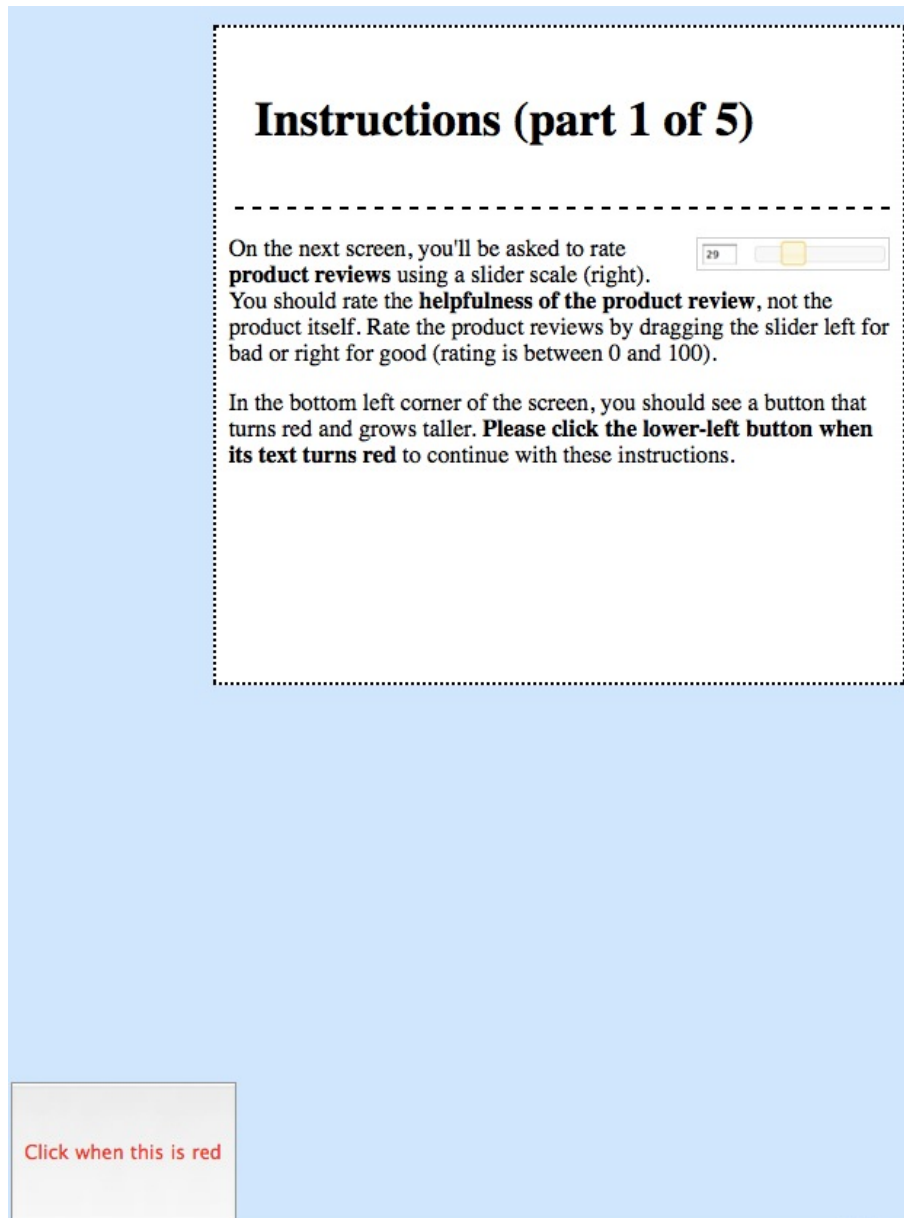 Instructions (part 1 of 5)
On the next screen, you'll be asked to rate
29
product reviews using a slider scale (right).
You should rate the helpfulness of the product review, not the
product itself. Rate the product reviews by dragging the slider left for
bad or right for good (rating is between 0 and 100).
In the bottom left corner of the screen, you should see a button that
turns red and grows taller. Please click the lower-left button when
its text turns red to continue with these instructions.
Click when this is red